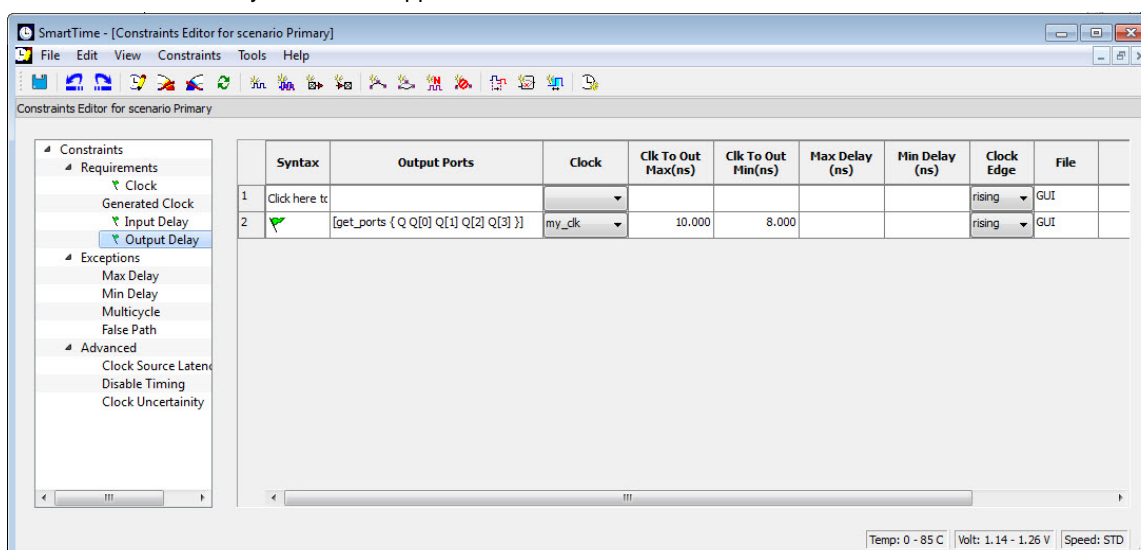 SmartTime - [Constraints Editor for scenario Primary]
File Edit View Constraints Tools Help
Constraints Editor for scenario Primary
Constraints
Requirements
Clock
Generated Clock
Input Delay
Output Delay
Exceptions
Max Delay
Min Delay
Multicycle
False Path
Advanced
Clock Source Latenc
Disable Timing
Clock Uncertainity
Syntax Output Ports Clock Clk To Out Max(ns) Clk To Out Min(ns) Max Delay (ns) Min Delay (ns) Clock Edge File
1 Click here to rising GUI
2 [get_ports { Q Q[0] Q[1] Q[2] Q[3] }] my_clk 10.000 8.000 rising GUI
Temp: 0 - 85 C Volt: 1.14 - 1.26 V Speed: STD